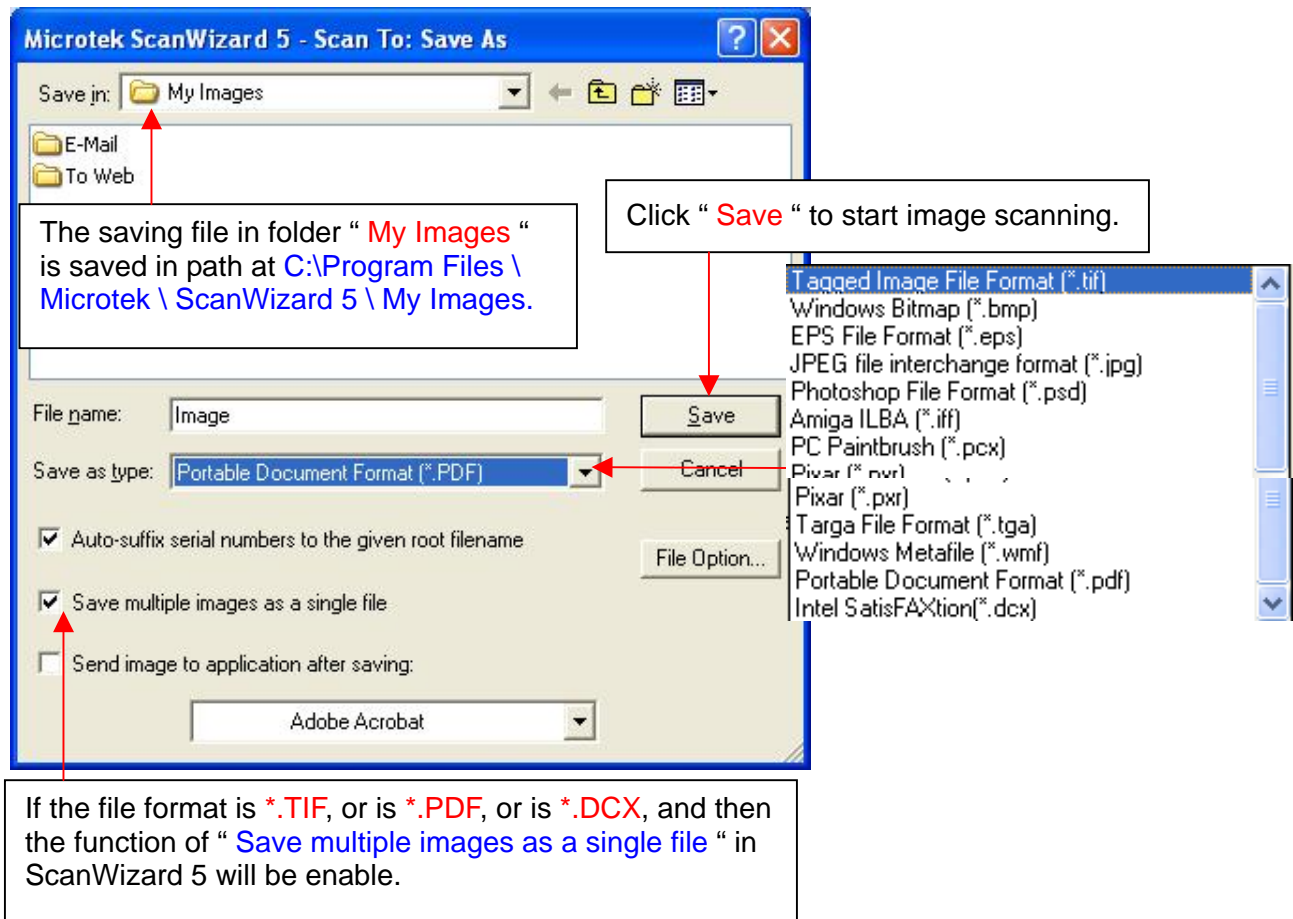 Microtek ScanWizard 5 - Scan To: Save As
Save in: My Images
E-Mail
To Web
The saving file in folder “ My Images “
is saved in path at C:\Program Files \
Microtek \ ScanWizard 5 \ My Images.
Click “ Save “ to start image scanning.
Tagged Image File Format (*.tif)
Windows Bitmap (*.bmp)
EPS File Format (*.eps)
JPEG file interchange format (*.jpg)
Photoshop File Format (*.psd)
Amiga ILBA (*.iff)
PC Paintbrush (*.pcx)
Pixar (*.pxr)
Pixar (*.pxr)
Targa File Format (*.tga)
Windows Metafile (*.wmf)
Portable Document Format (*.pdf)
Intel SatisFAXtion(*.dcx)
File name: Image
Save
Save as type: Portable Document Format (*.PDF)
Cancel
Auto-suffix serial numbers to the given root filename
File Option...
Save multiple images as a single file
Send image to application after saving:
Adobe Acrobat
If the file format is *.TIF, or is *.PDF, or is *.DCX, and then
the function of “ Save multiple images as a single file “ in
ScanWizard 5 will be enable.